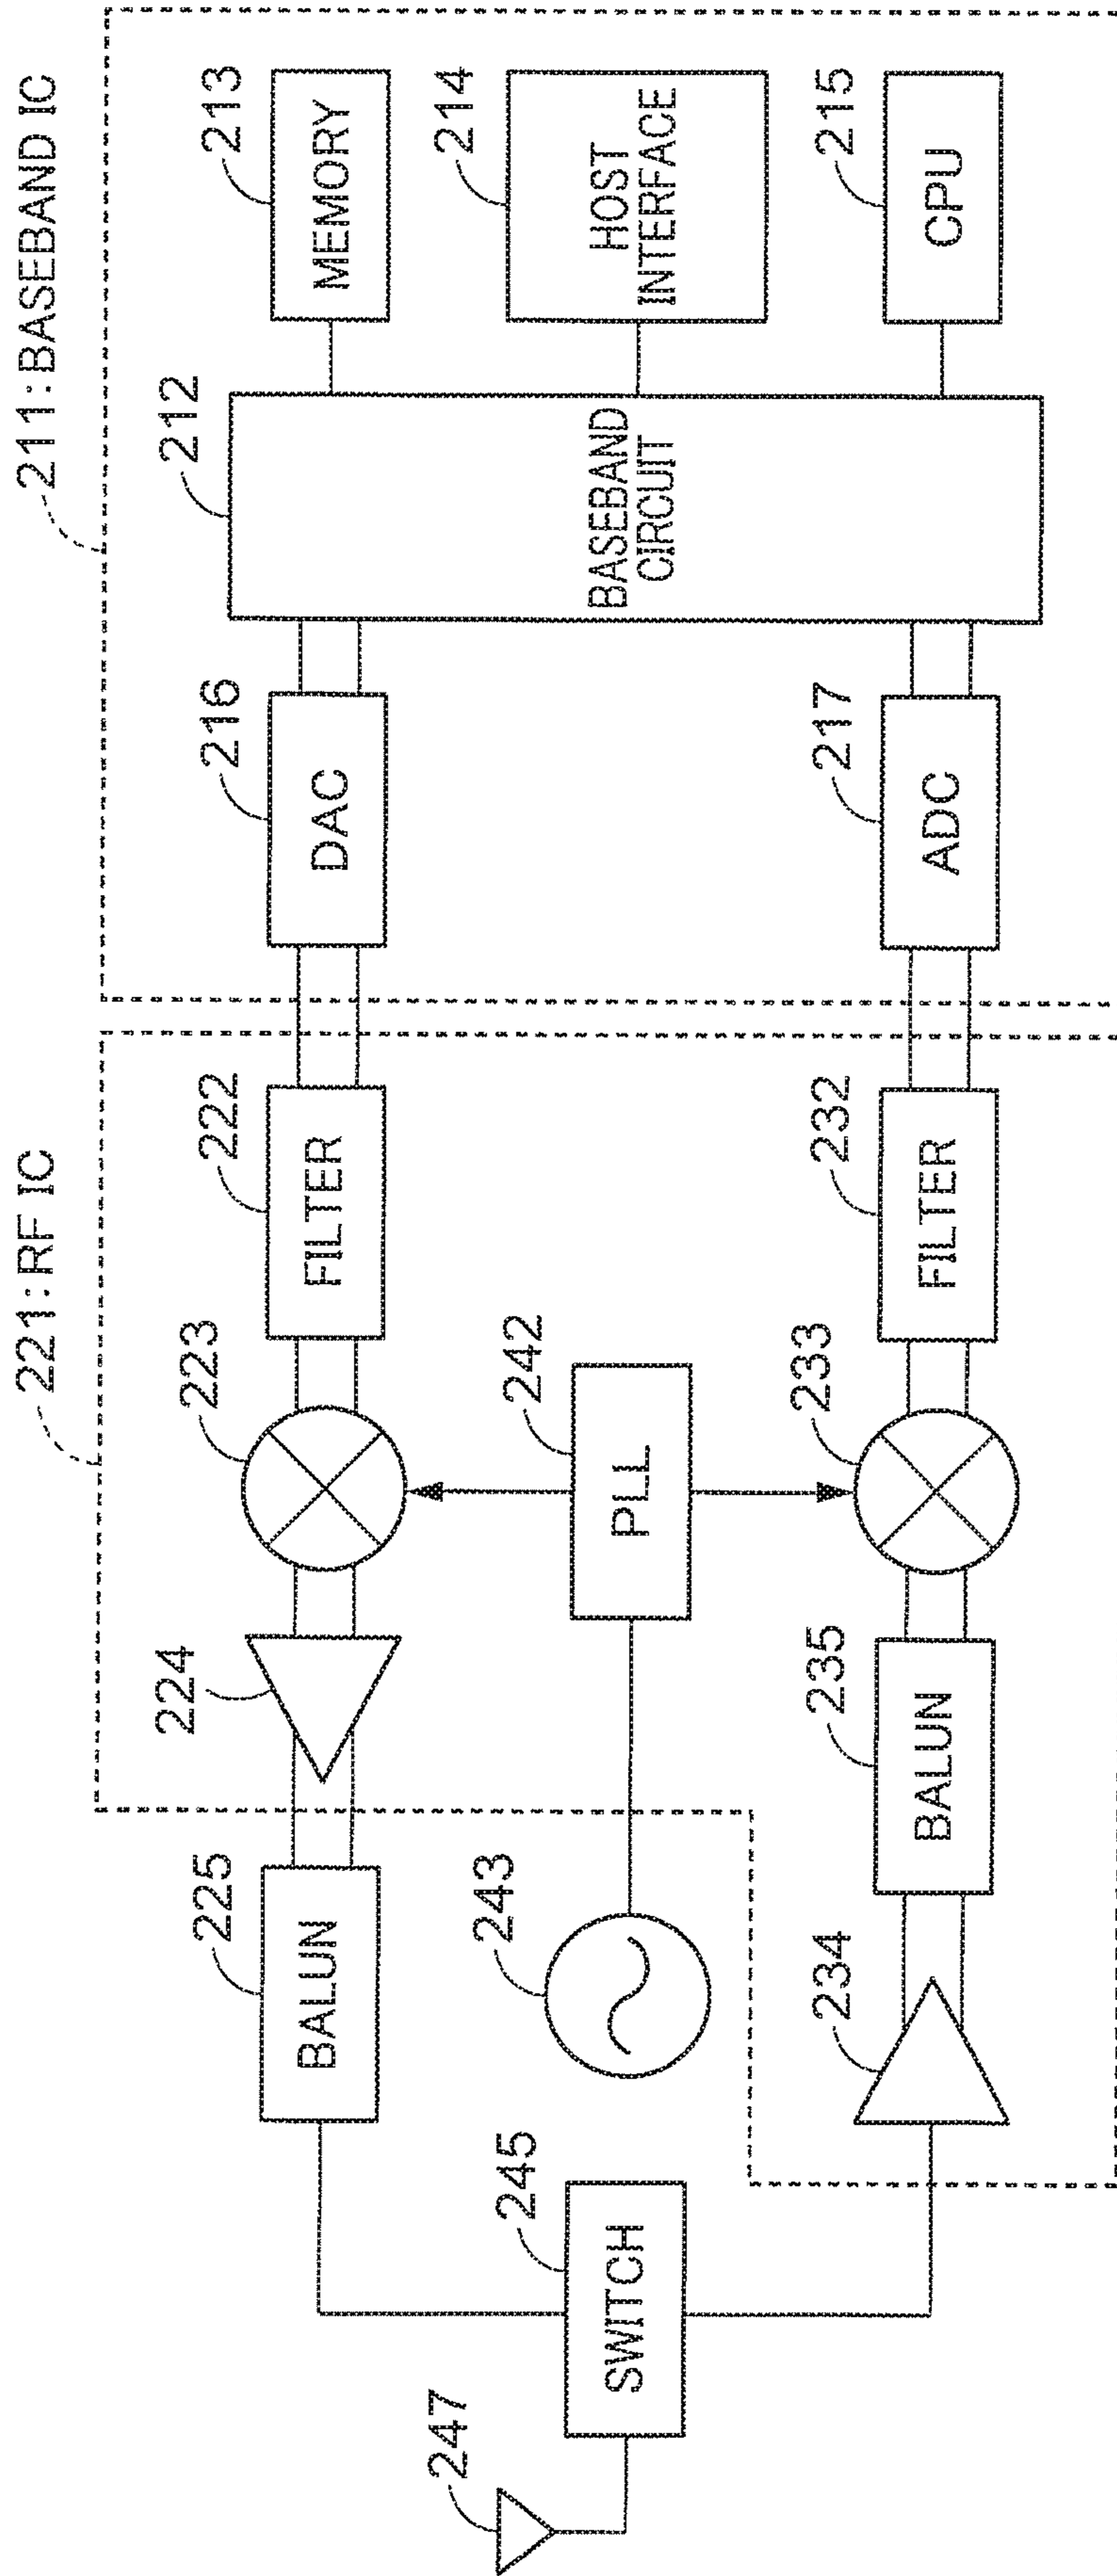 221:RF IC
211:BASEBAND IC
247
245
SWITCH
225
BALUN
224
223
222
FILTER
216
DAC
212
BASEBAND
CIRCUIT
213
MEMORY
243
242
PLL
214
HOST
INTERFACE
234
235
BALUN
233
232
FILTER
217
ADC
215
CPU